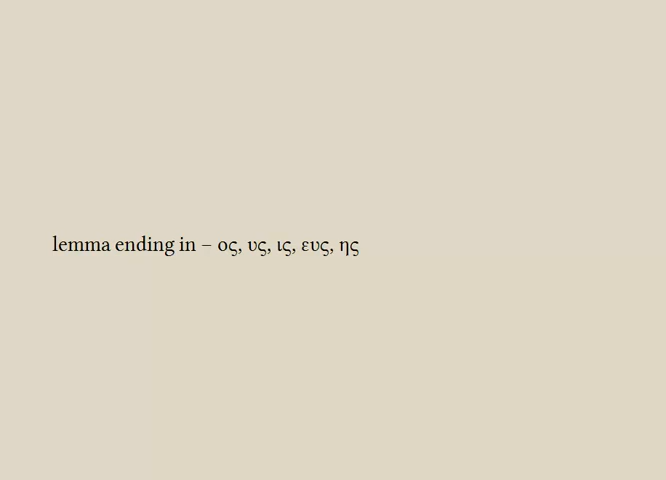 lemma ending in – ος, υς, ις, ευς, ης